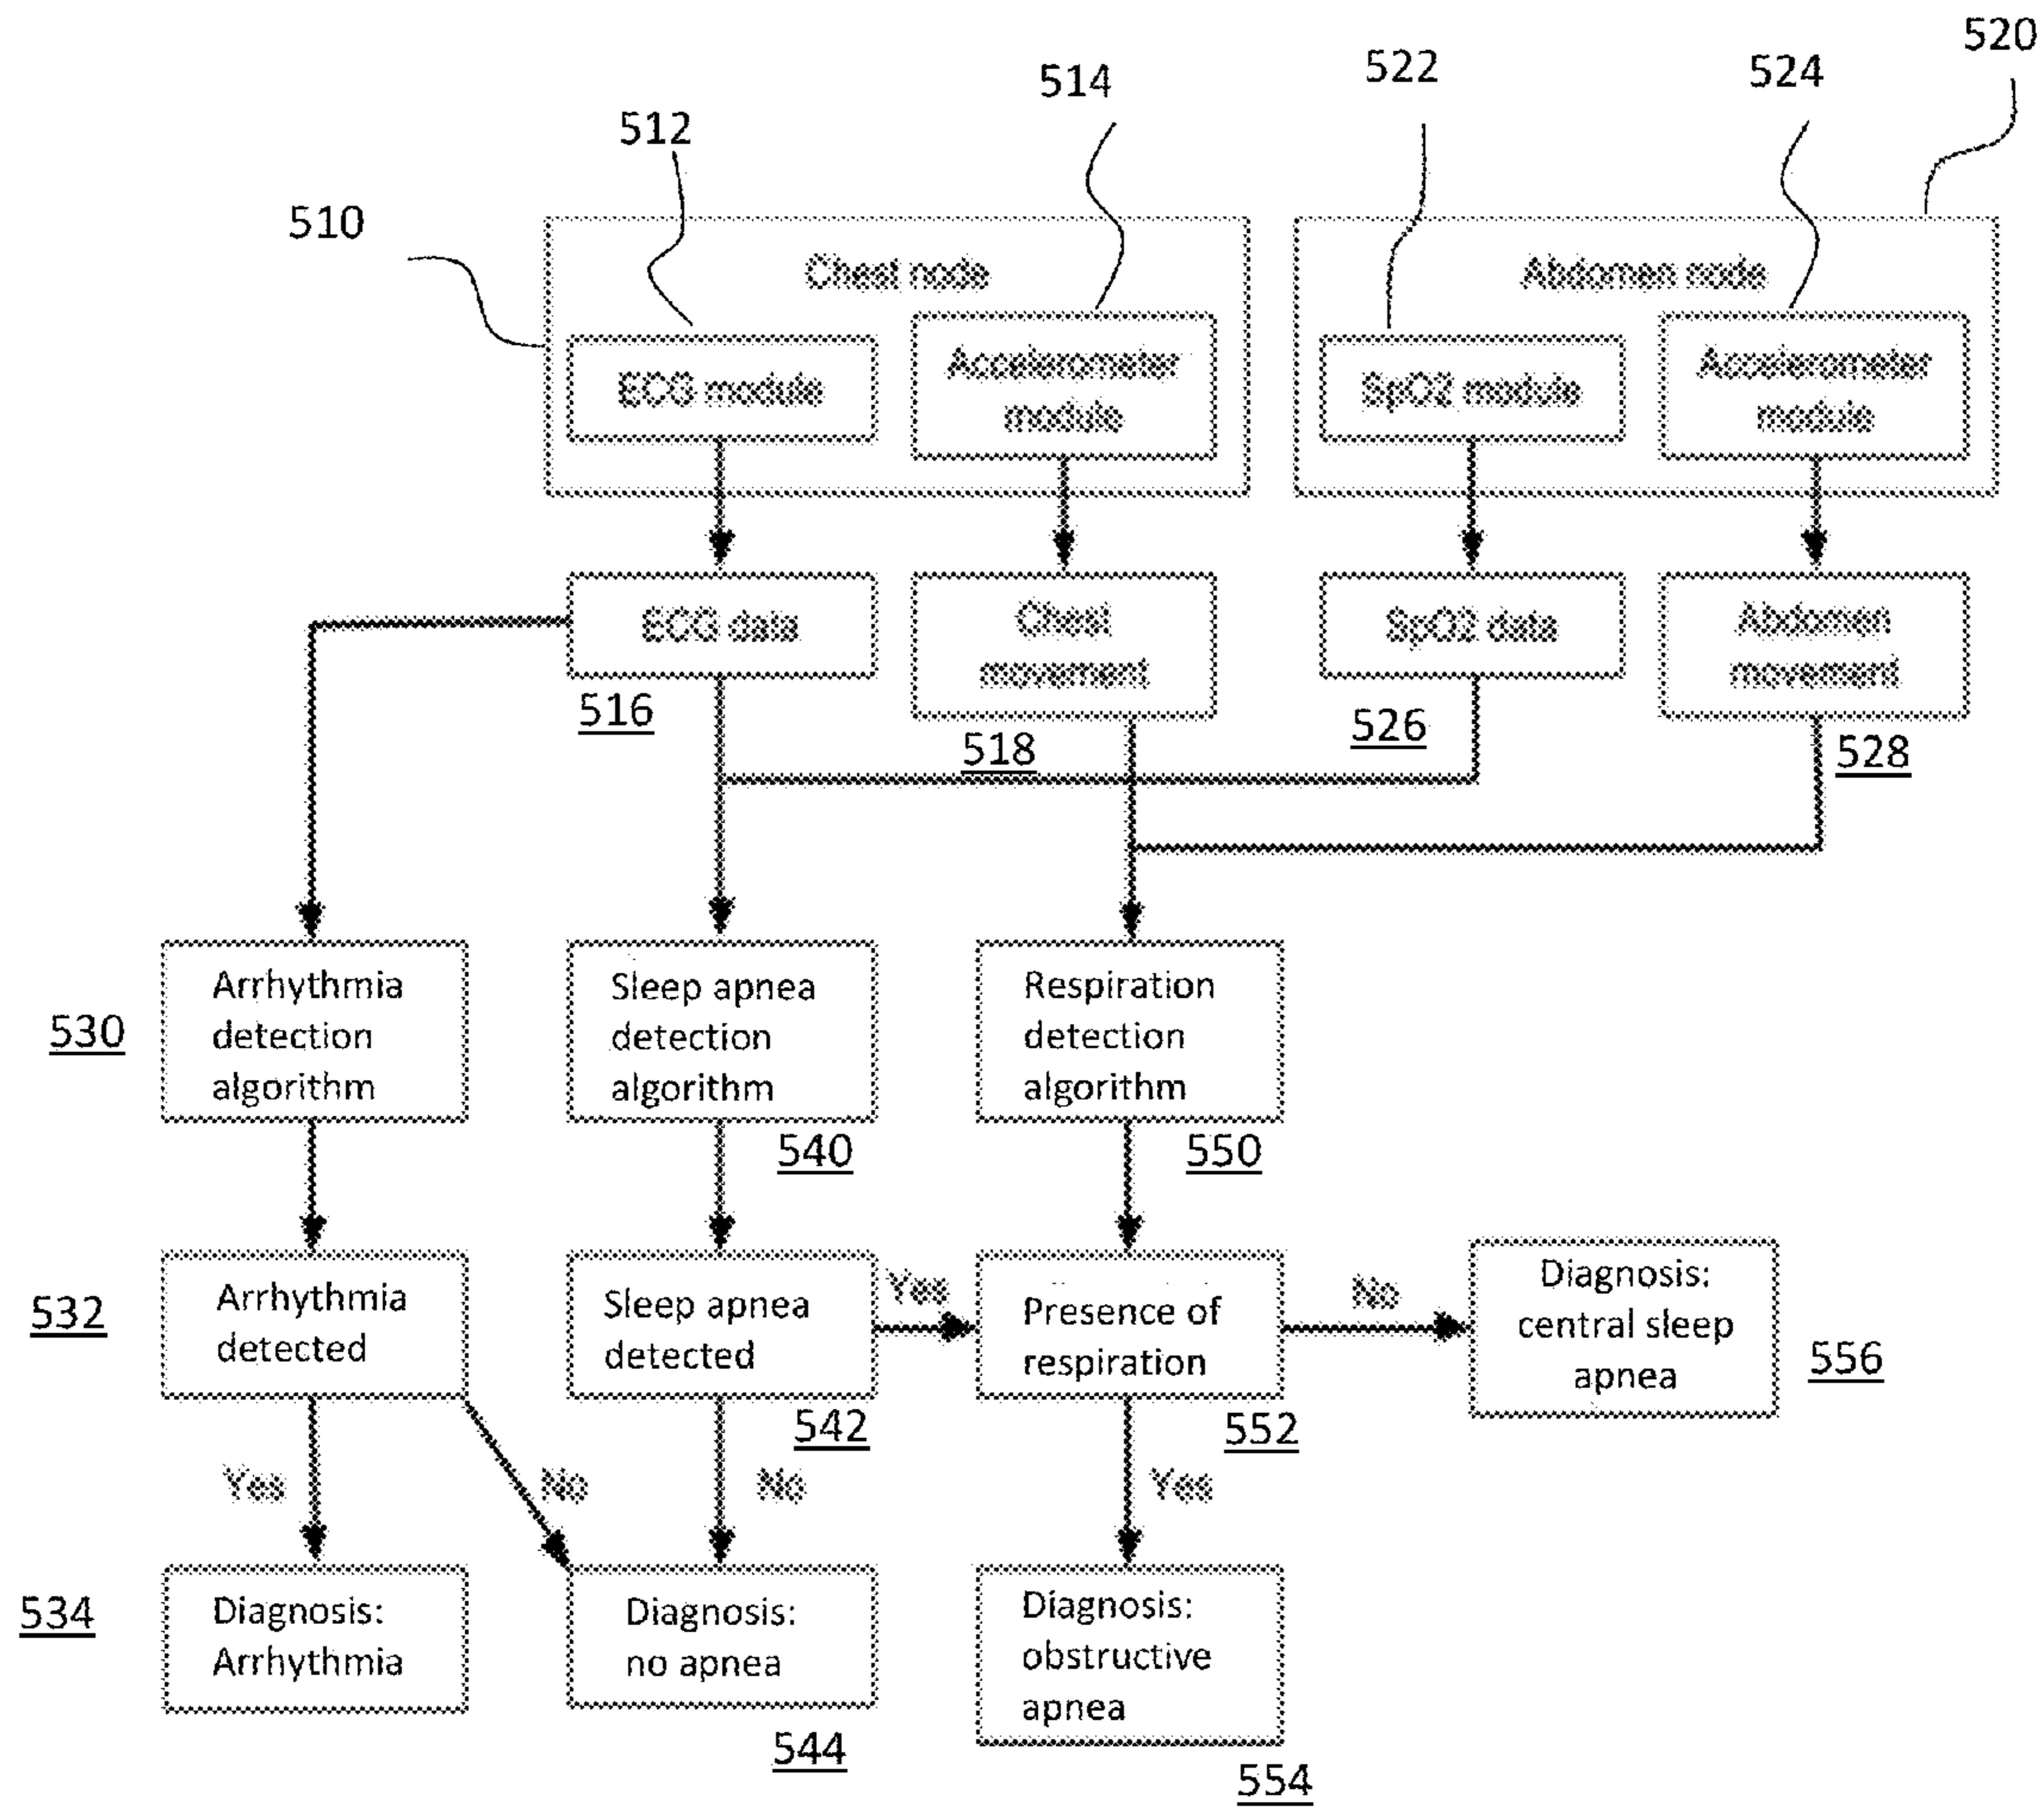 520
514
522
524
512
510
Chest node
Abdomen node
ECG module
Accelerometer
module
SpO2 module
Accelerometer
module
ECG data
Chest
movement
SpO2 data
Abdomen
movement
516
518
526
528
Arrhythmia
detection
algorithm
530
Sleep apnea
detection
algorithm
540
Respiration
detection
algorithm
550
Arrhythmia
detected
532
Sleep apnea
detected
542
Yes
Presence of
respiration
552
No
Diagnosis:
central sleep
apnea
556
Yes
No
No
Yes
Diagnosis:
Arrhythmia
534
Diagnosis:
no apnea
544
Diagnosis:
obstructive
apnea
554